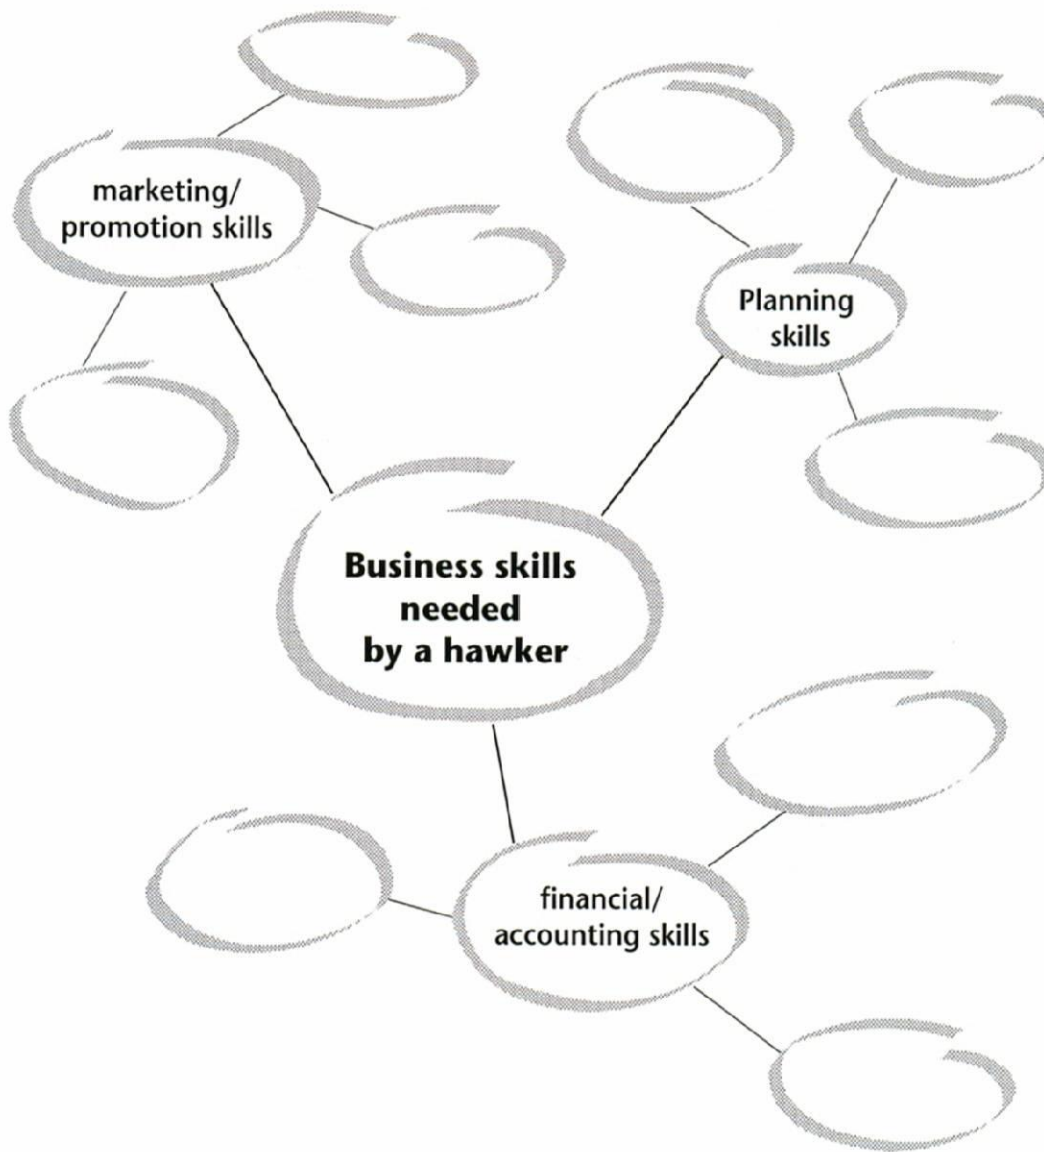 marketing/
promotion skills
Planning
skills
Business skills
needed
by a hawker
financial/
accounting skills